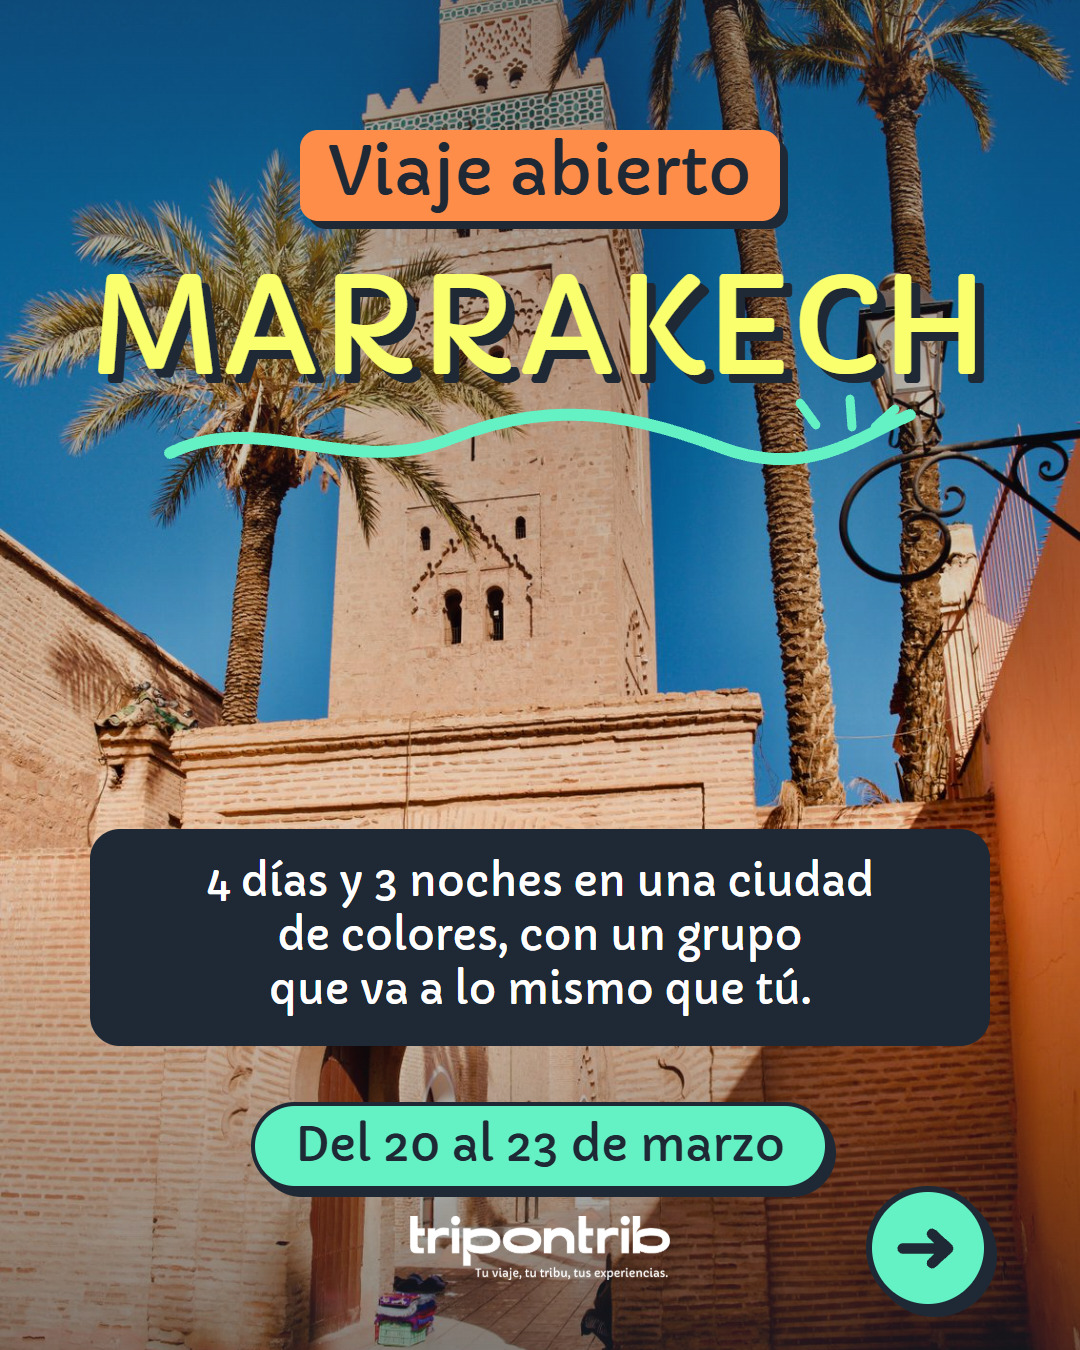 Viaje abierto
MARRAKECH
4 días y 3 noches en una ciudad
de colores, con un grupo
que va a lo mismo que tú.
Del 20 al 23 de marzo
tripontrib
Tu viaje, tu tribu, tus experiencias.